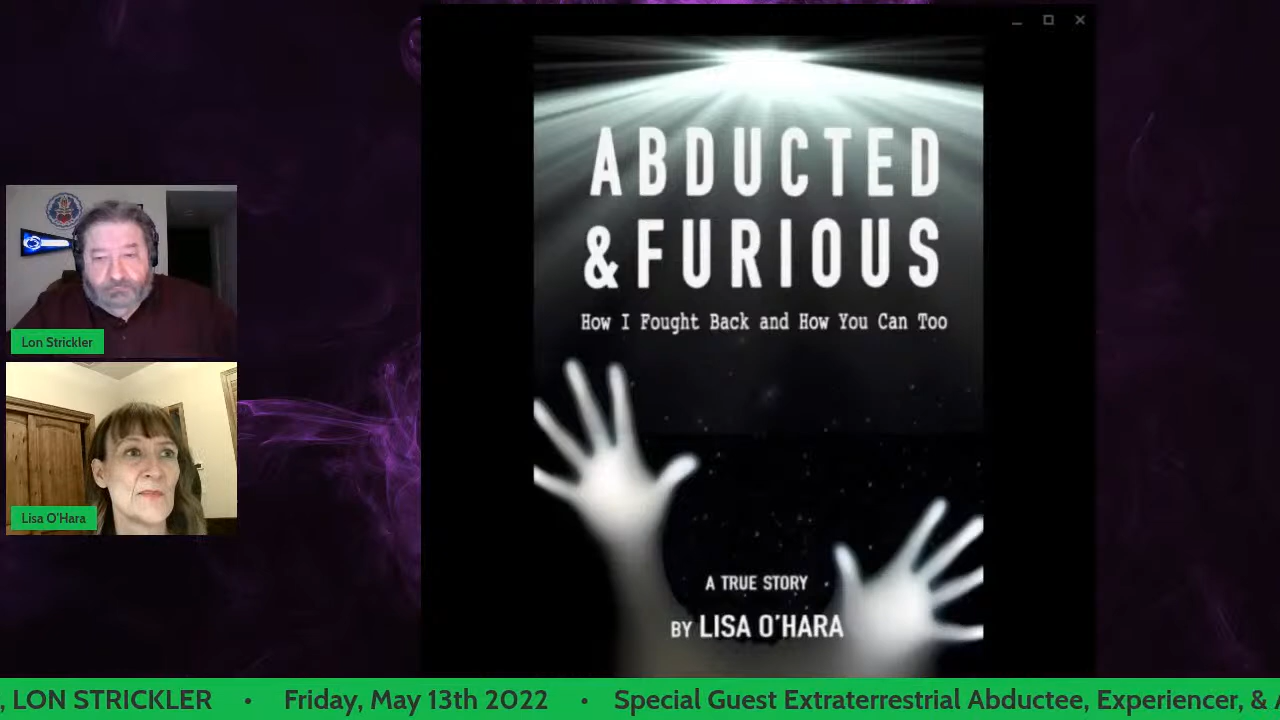 ABDUCTED
& FURIOUS
How I Fought Back and How You Can Too
A TRUE STORY
BY LISA O'HARA
Lon Strickler
Lisa O'Hara
, LON STRICKLER • Friday, May 13th 2022 • Special Guest Extraterrestrial Abductee, Experiencer, & A